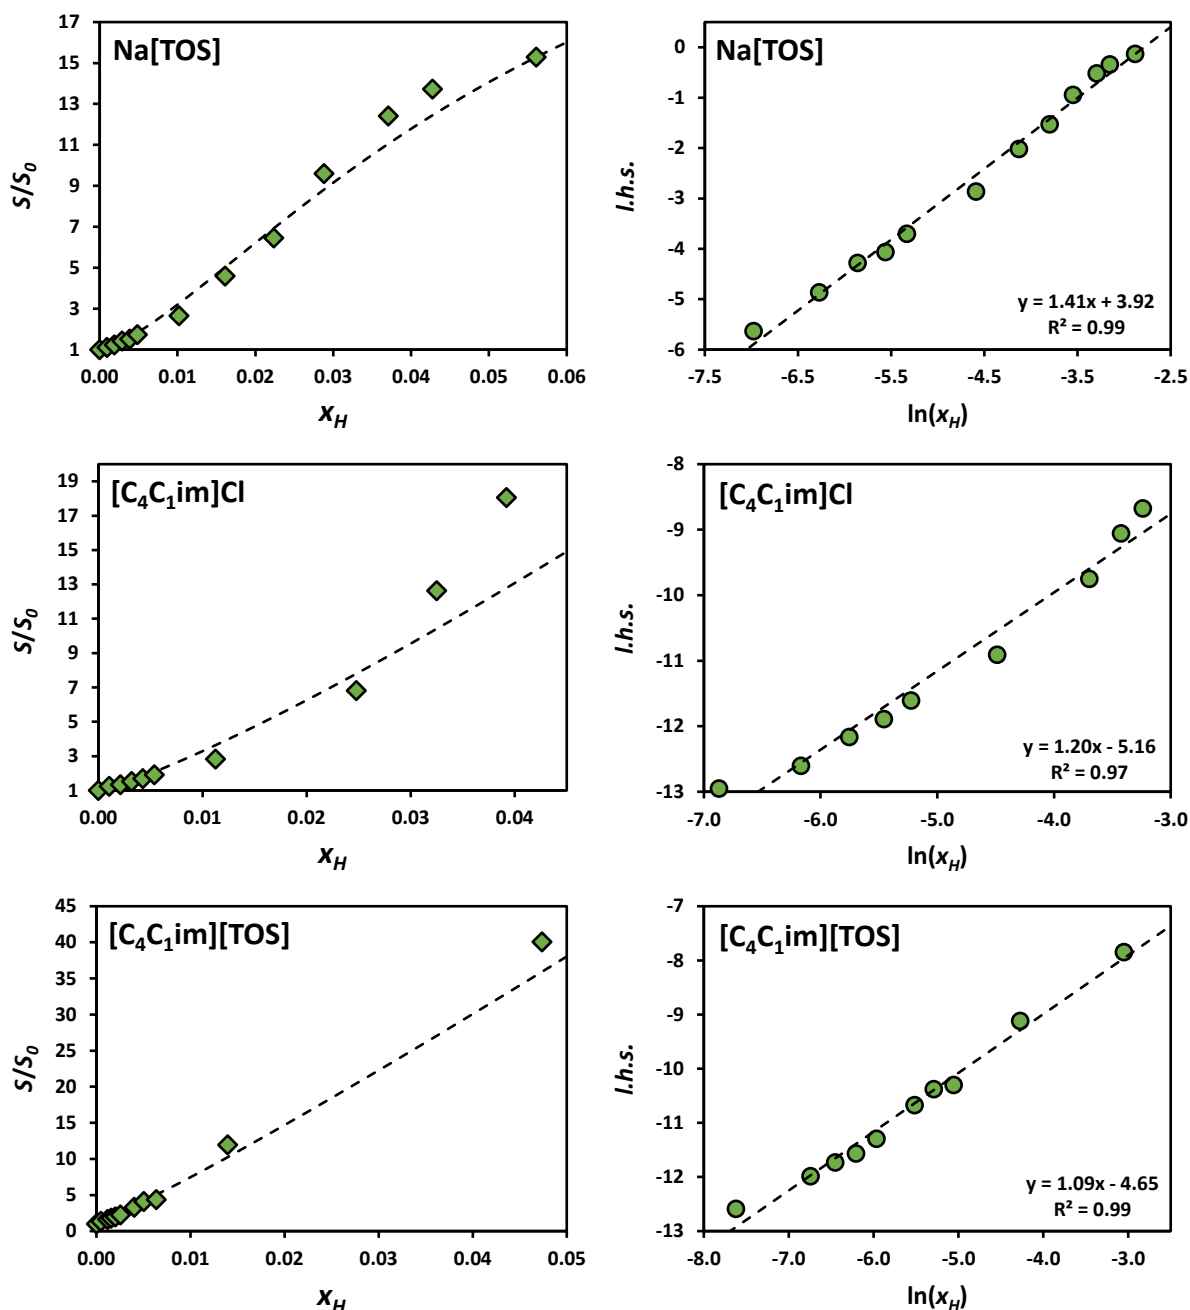 Na[TOS]
S/S0
17
15
13
11
9
7
5
3
1
0.00 0.01 0.02 0.03 0.04 0.05 0.06
xH
Na[TOS]
l.h.s.
0
-1
-2
-3
-4
-5
-6
y = 1.41x + 3.92
R² = 0.99
-7.5 -6.5 -5.5 -4.5 -3.5 -2.5
ln(xH)
[C4C1im]Cl
S/S0
19
17
15
13
11
9
7
5
3
1
0.00 0.01 0.02 0.03 0.04
xH
[C4C1im]Cl
l.h.s.
-8
-9
-10
-11
-12
-13
y = 1.20x - 5.16
R² = 0.97
-7.0 -6.0 -5.0 -4.0 -3.0
ln(xH)
[C4C1im][TOS]
S/S0
45
40
35
30
25
20
15
10
5
0
0.00 0.01 0.02 0.03 0.04 0.05
xH
[C4C1im][TOS]
l.h.s.
-7
-8
-9
-10
-11
-12
-13
y = 1.09x - 4.65
R² = 0.99
-8.0 -7.0 -6.0 -5.0 -4.0 -3.0
ln(xH)